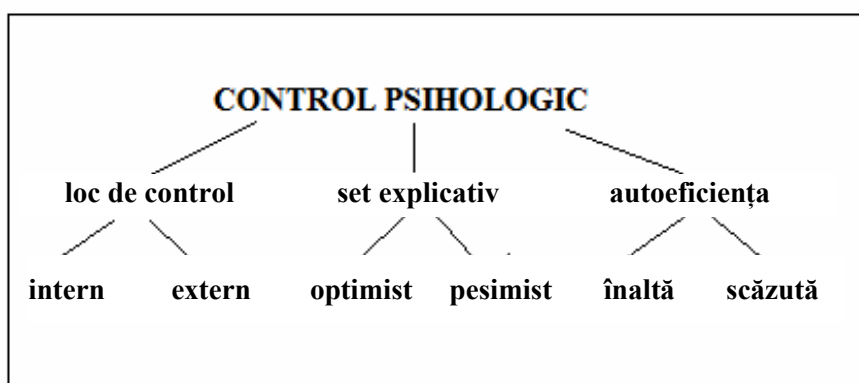 CONTROL PSIHOLOGIC
loc de control set explicativ autoeficiența
intern extern optimist pesimist înaltă scăzută